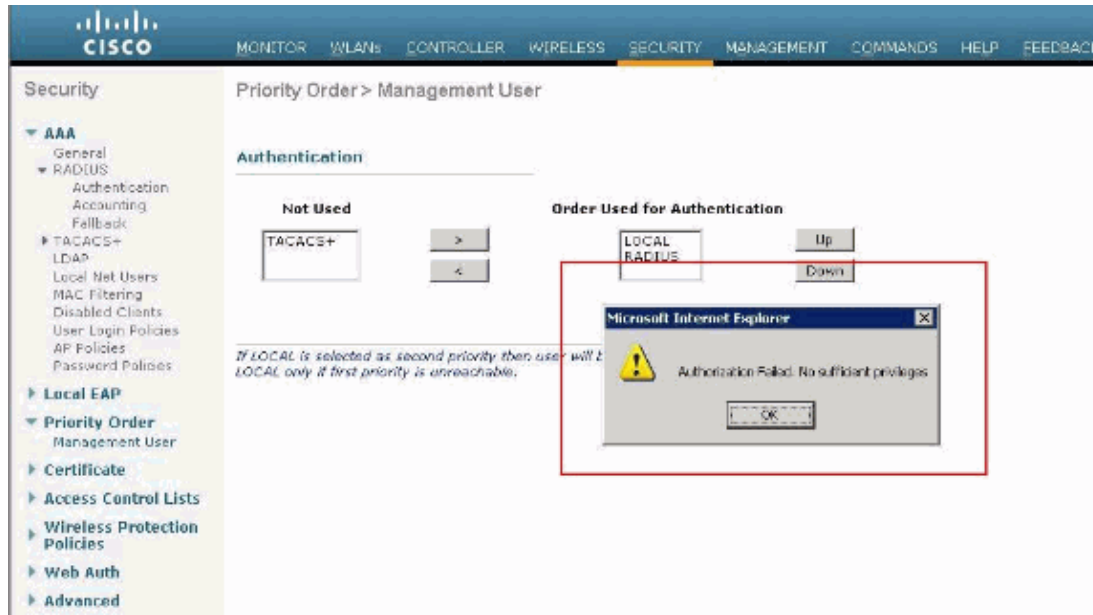 CISCO
MONITOR WLANs CONTROLLER WIRELESS SECURITY MANAGEMENT COMMANDS HELP FEEDBAC
Security
AAA
General
RADIUS
Authentication
Accounting
Fallback
TACACS+
LDAP
Local Net Users
MAC Filtering
Disabled Clients
User Login Policies
AP Policies
Password Policies
Local EAP
Priority Order
Management User
Certificate
Access Control Lists
Wireless Protection
Policies
Web Auth
Advanced
Priority Order > Management User
Authentication
Not Used
Order Used for Authentication
TACACS+
>
<
LOCAL
RADIUS
Up
Down
If LOCAL is selected as second priority then user will
LOCAL only if first priority is unreachable.
Microsoft Internet Explorer
Authorization Failed. No sufficient privileges
OK